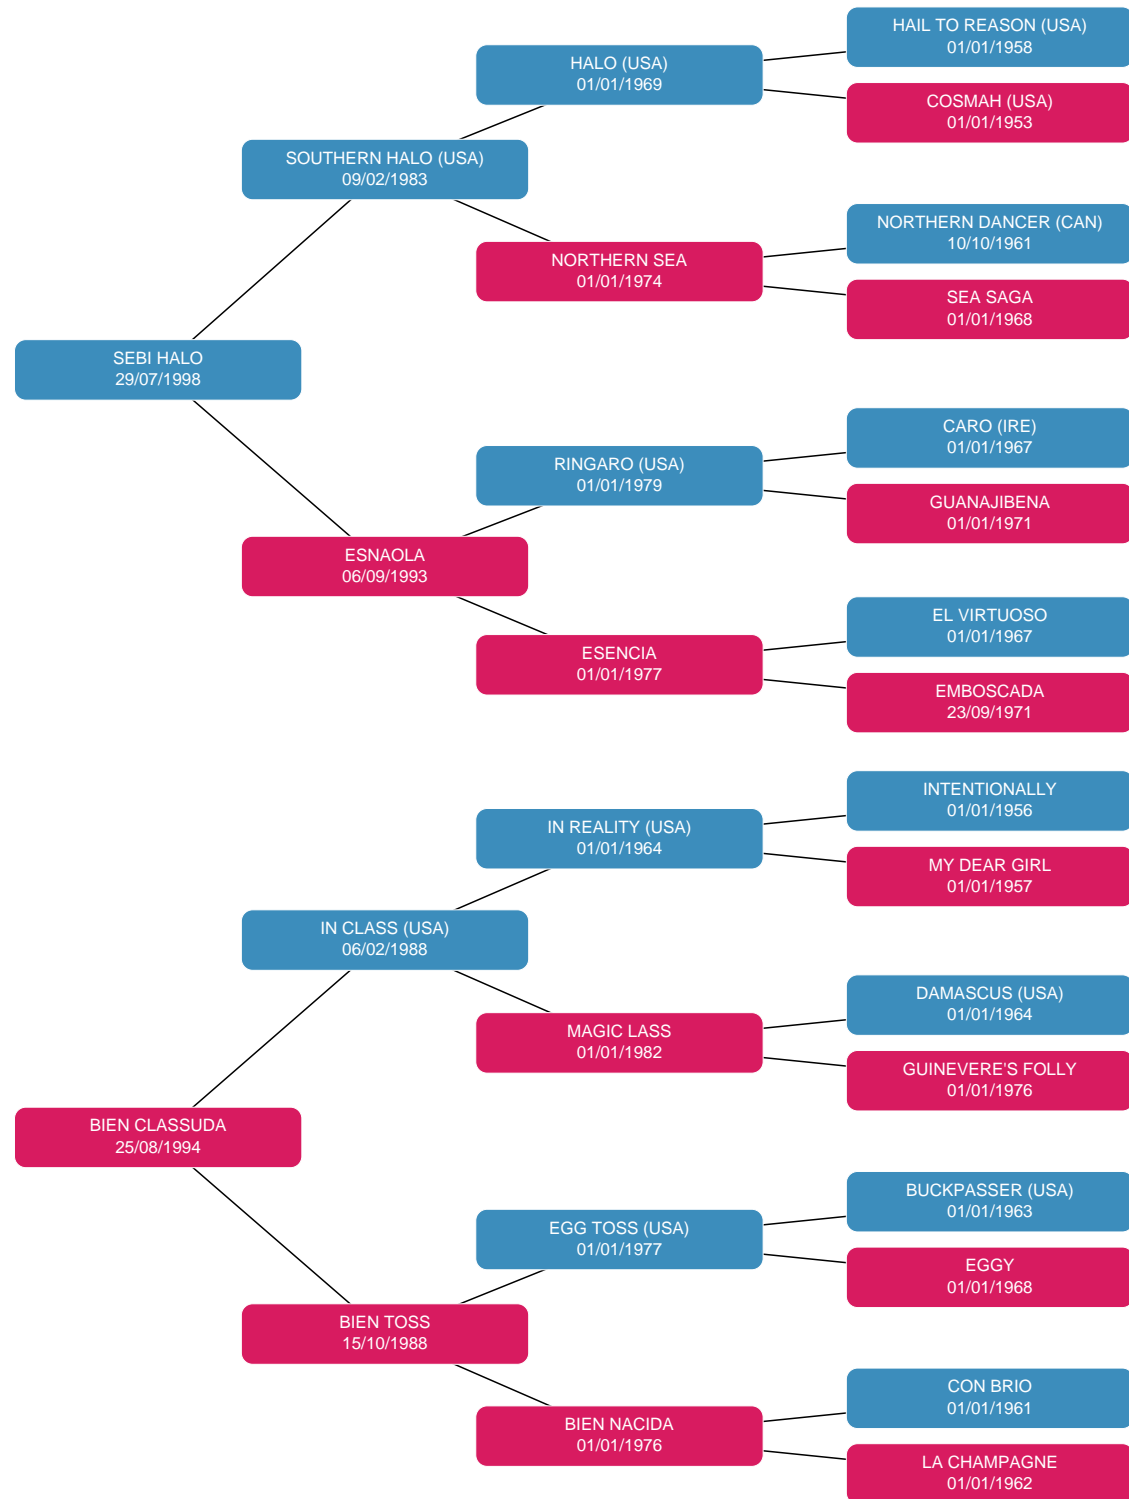 HAIL TO REASON (USA)
01/01/1958
HALO (USA)
01/01/1969
COSMAH (USA)
01/01/1953
SOUTHERN HALO (USA)
09/02/1983
NORTHERN DANCER (CAN)
10/10/1961
NORTHERN SEA
01/01/1974
SEA SAGA
01/01/1968
SEBI HALO
29/07/1998
CARO (IRE)
01/01/1967
RINGARO (USA)
01/01/1979
GUANAJIBENA
01/01/1971
ESNAOLA
06/09/1993
EL VIRTUOSO
01/01/1967
ESENCIA
01/01/1977
EMBOSCADA
23/09/1971
INTENTIONALLY
01/01/1956
IN REALITY (USA)
01/01/1964
MY DEAR GIRL
01/01/1957
IN CLASS (USA)
06/02/1988
DAMASCUS (USA)
01/01/1964
MAGIC LASS
01/01/1982
GUINEVERE'S FOLLY
01/01/1976
BIEN CLASSUDA
25/08/1994
BUCKPASSER (USA)
01/01/1963
EGG TOSS (USA)
01/01/1977
EGGY
01/01/1968
BIEN TOSS
15/10/1988
CON BRIO
01/01/1961
BIEN NACIDA
01/01/1976
LA CHAMPAGNE
01/01/1962